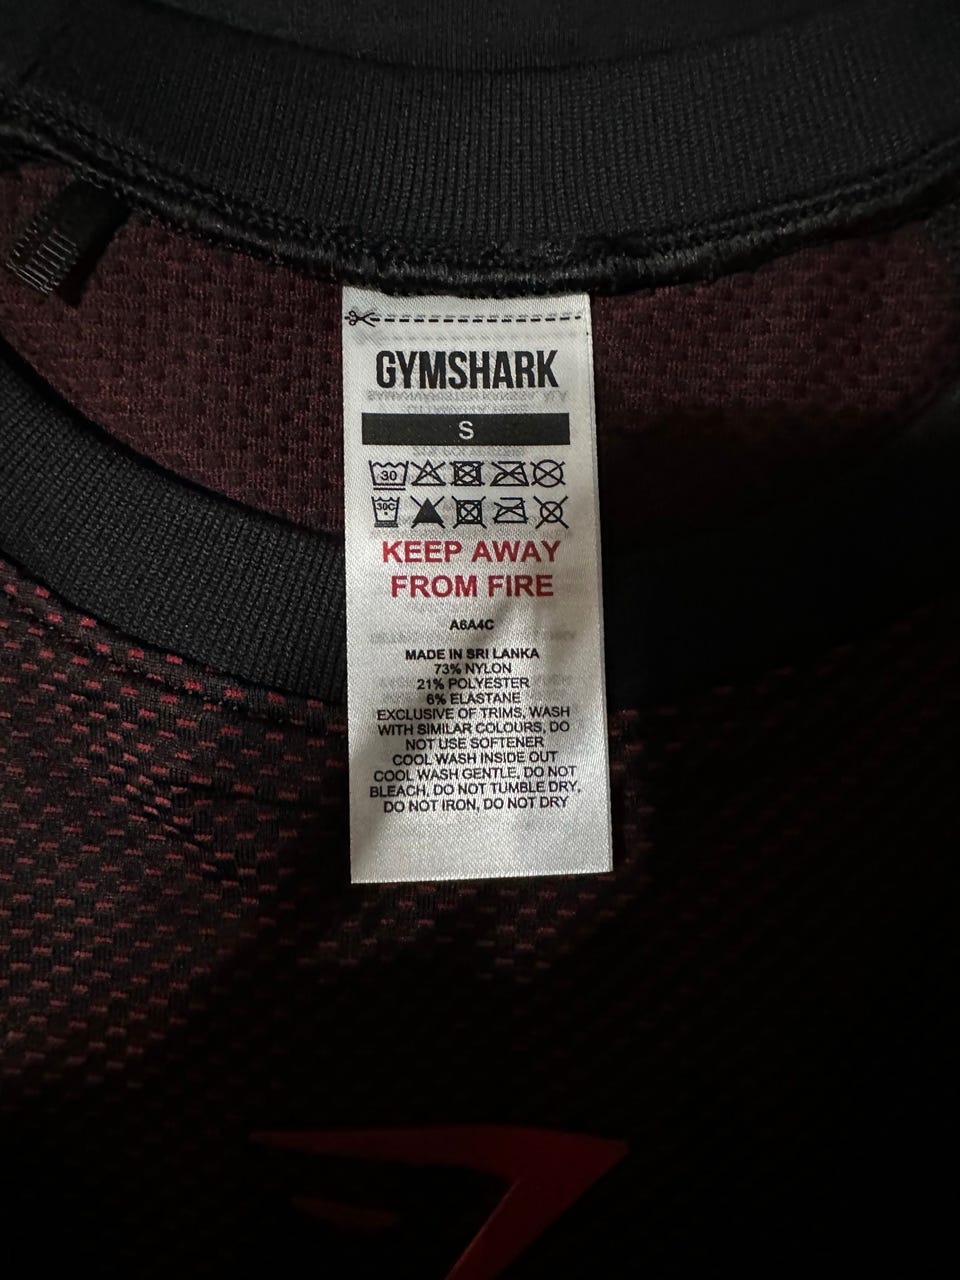 GYMSHARK
S
30
30C
KEEP AWAY
FROM FIRE
A6A4C
MADE IN SRI LANKA
73% NYLON
21% POLYESTER
6% ELASTANE
EXCLUSIVE OF TRIMS, WASH
WITH SIMILAR COLOURS, DO
NOT USE SOFTENER
COOL WASH INSIDE OUT
COOL WASH GENTLE, DO NOT
BLEACH, DO NOT TUMBLE DRY,
DO NOT IRON, DO NOT DRY